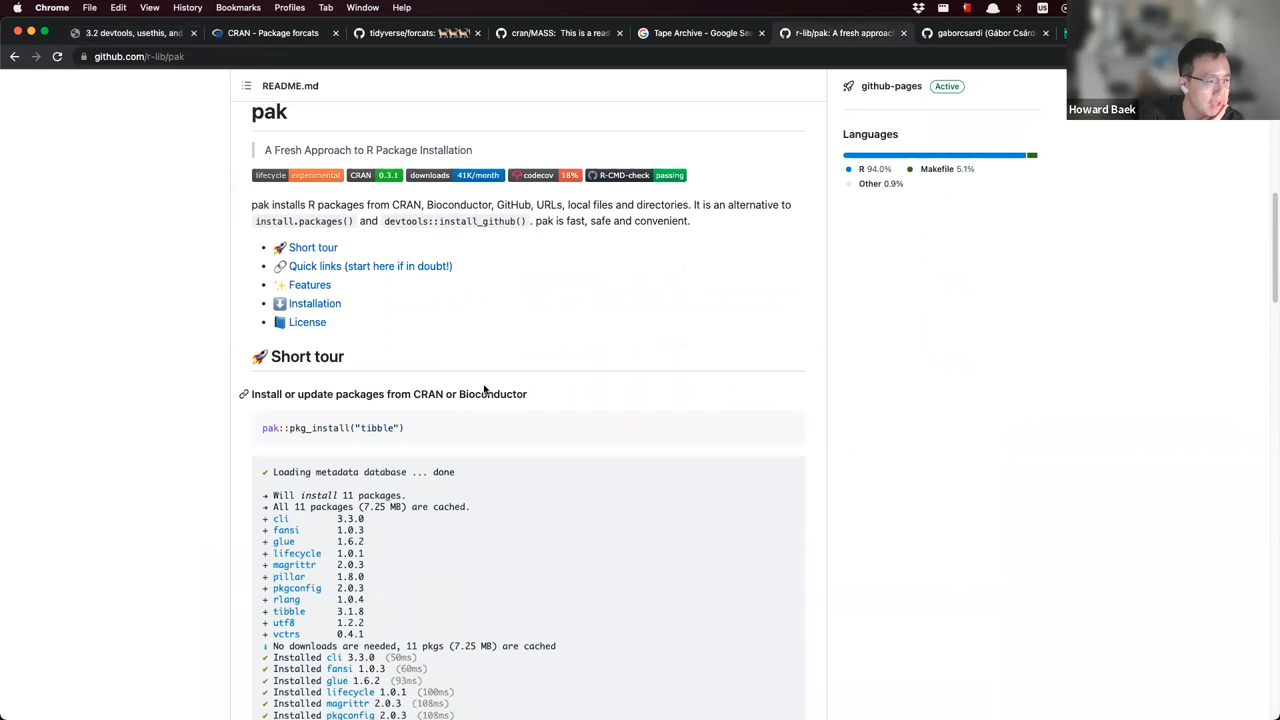 Chrome File Edit View History Bookmarks Profiles Tab Window Help
3.2 devtools, usethis, and
CRAN - Package forcats
tidyverse/forcats:
cran/MASS: This is a read
Tape Archive - Google Se
r-lib/pak: A fresh approac
gaborcsardi (Gábor Csárd
github.com/r-lib/pak
README.md
pak
A Fresh Approach to R Package Installation
lifecycle experimental CRAN 0.3.1 downloads 41K/month codecov 18% R-CMD-check passing
pak installs R packages from CRAN, Bioconductor, GitHub, URLs, local files and directories. It is an alternative to
install.packages() and devtools::install_github(). pak is fast, safe and convenient.
Short tour
Quick links (start here if in doubt!)
Features
Installation
License
Short tour
Install or update packages from CRAN or Bioconductor
pak::pkg_install("tibble")
✔ Loading metadata database ... done
→ Will install 11 packages.
→ All 11 packages (7.25 MB) are cached.
+ cli 3.3.0
+ fansi 1.0.3
+ glue 1.6.2
+ lifecycle 1.0.1
+ magrittr 2.0.3
+ pillar 1.8.0
+ pkgconfig 2.0.3
+ rlang 1.0.4
+ tibble 3.1.8
+ utf8 1.2.2
+ vctrs 0.4.1
ℹ No downloads are needed, 11 pkgs (7.25 MB) are cached
✔ Installed cli 3.3.0 (50ms)
✔ Installed fansi 1.0.3 (60ms)
✔ Installed glue 1.6.2 (93ms)
✔ Installed lifecycle 1.0.1 (100ms)
✔ Installed magrittr 2.0.3 (108ms)
✔ Installed pkgconfig 2.0.3 (108ms)
github-pages Active
Languages
R 94.0% Makefile 5.1%
Other 0.9%
US
Howard Baek